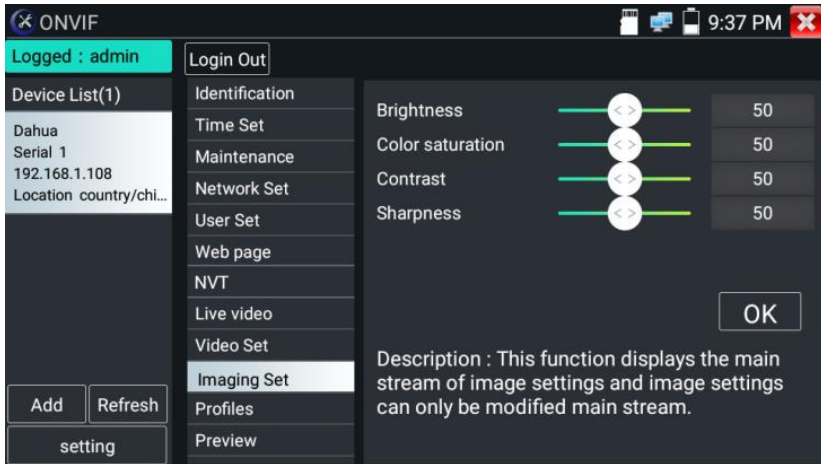 ONVIF
9:37 PM
Logged : admin
Login Out
Device List(1)
Dahua
Serial 1
192.168.1.108
Location country/chi...
Add
Refresh
setting
Identification
Time Set
Maintenance
Network Set
User Set
Web page
NVT
Live video
Video Set
Imaging Set
Profiles
Preview
Brightness 50
Color saturation 50
Contrast 50
Sharpness 50
OK
Description : This function displays the main
stream of image settings and image settings
can only be modified main stream.